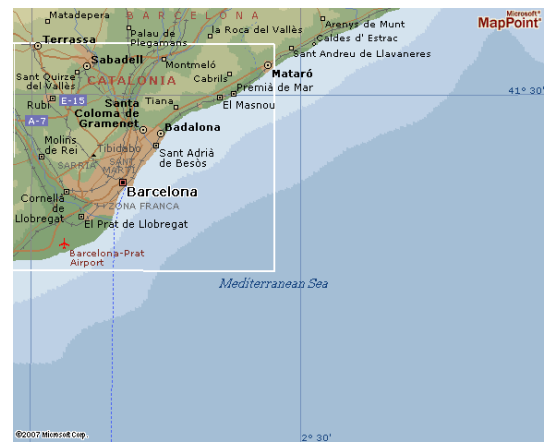 Microsoft®
MapPoint®
Matadepera
BARCELONA
Arenys de Munt
Palau de
Plegamans
la Roca del Vallès
Caldes d' Estrac
Terrassa
Sant Andreu de Llavaneres
Sabadell
Montmeló
Mataró
Sant Quirze
del Vallès
CATALONIA
Cabrils
Premià de Mar
41° 30'
Rubí
E-15
Santa
Coloma de
Gramenet
Tiana
El Masnou
A-7
Badalona
Molins
de Rei
Tibidabo
Sant Adrià
de Besòs
SARRIA
SANT
MARTÍ
Barcelona
Cornellá
de
Llobregat
ZONA FRANCA
El Prat de Llobregat
Barcelona-Prat
Airport
Mediterranean Sea
©2007 Microsoft Corp.
2° 30'